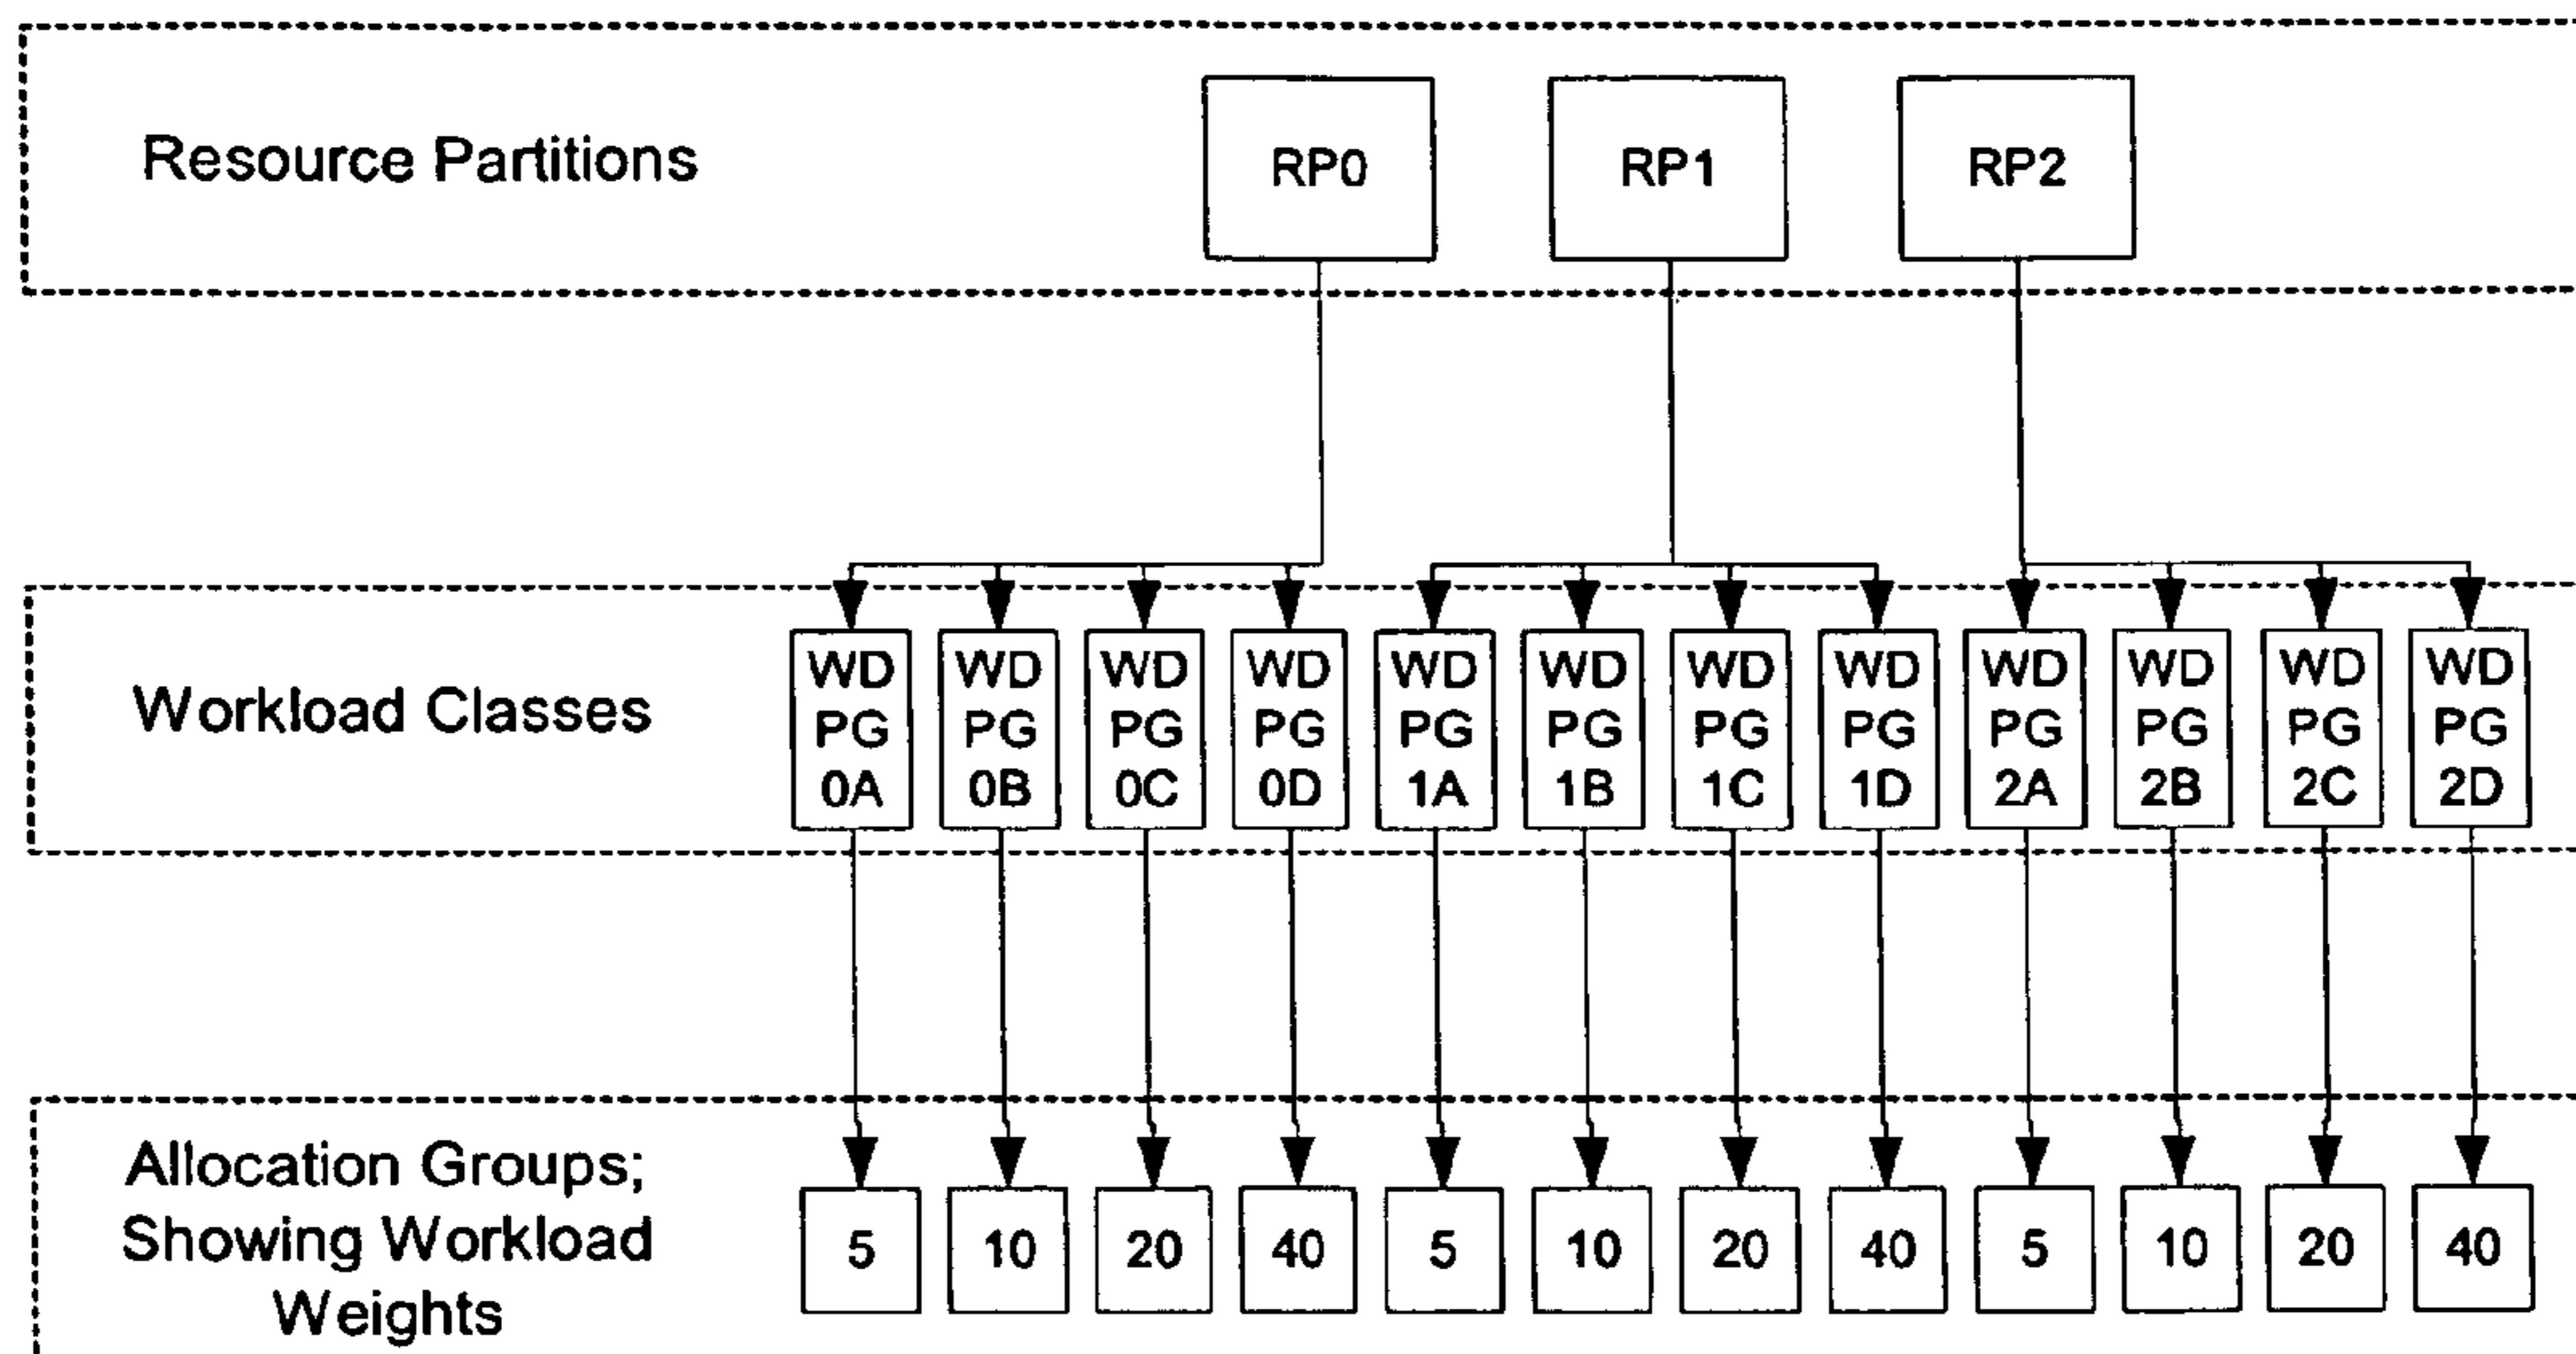 Resource Partitions
RP0
RP1
RP2
Workload Classes
WD
PG
0A
WD
PG
0B
WD
PG
0C
WD
PG
0D
WD
PG
1A
WD
PG
1B
WD
PG
1C
WD
PG
1D
WD
PG
2A
WD
PG
2B
WD
PG
2C
WD
PG
2D
Allocation Groups;
Showing Workload
Weights
5
10
20
40
5
10
20
40
5
10
20
40